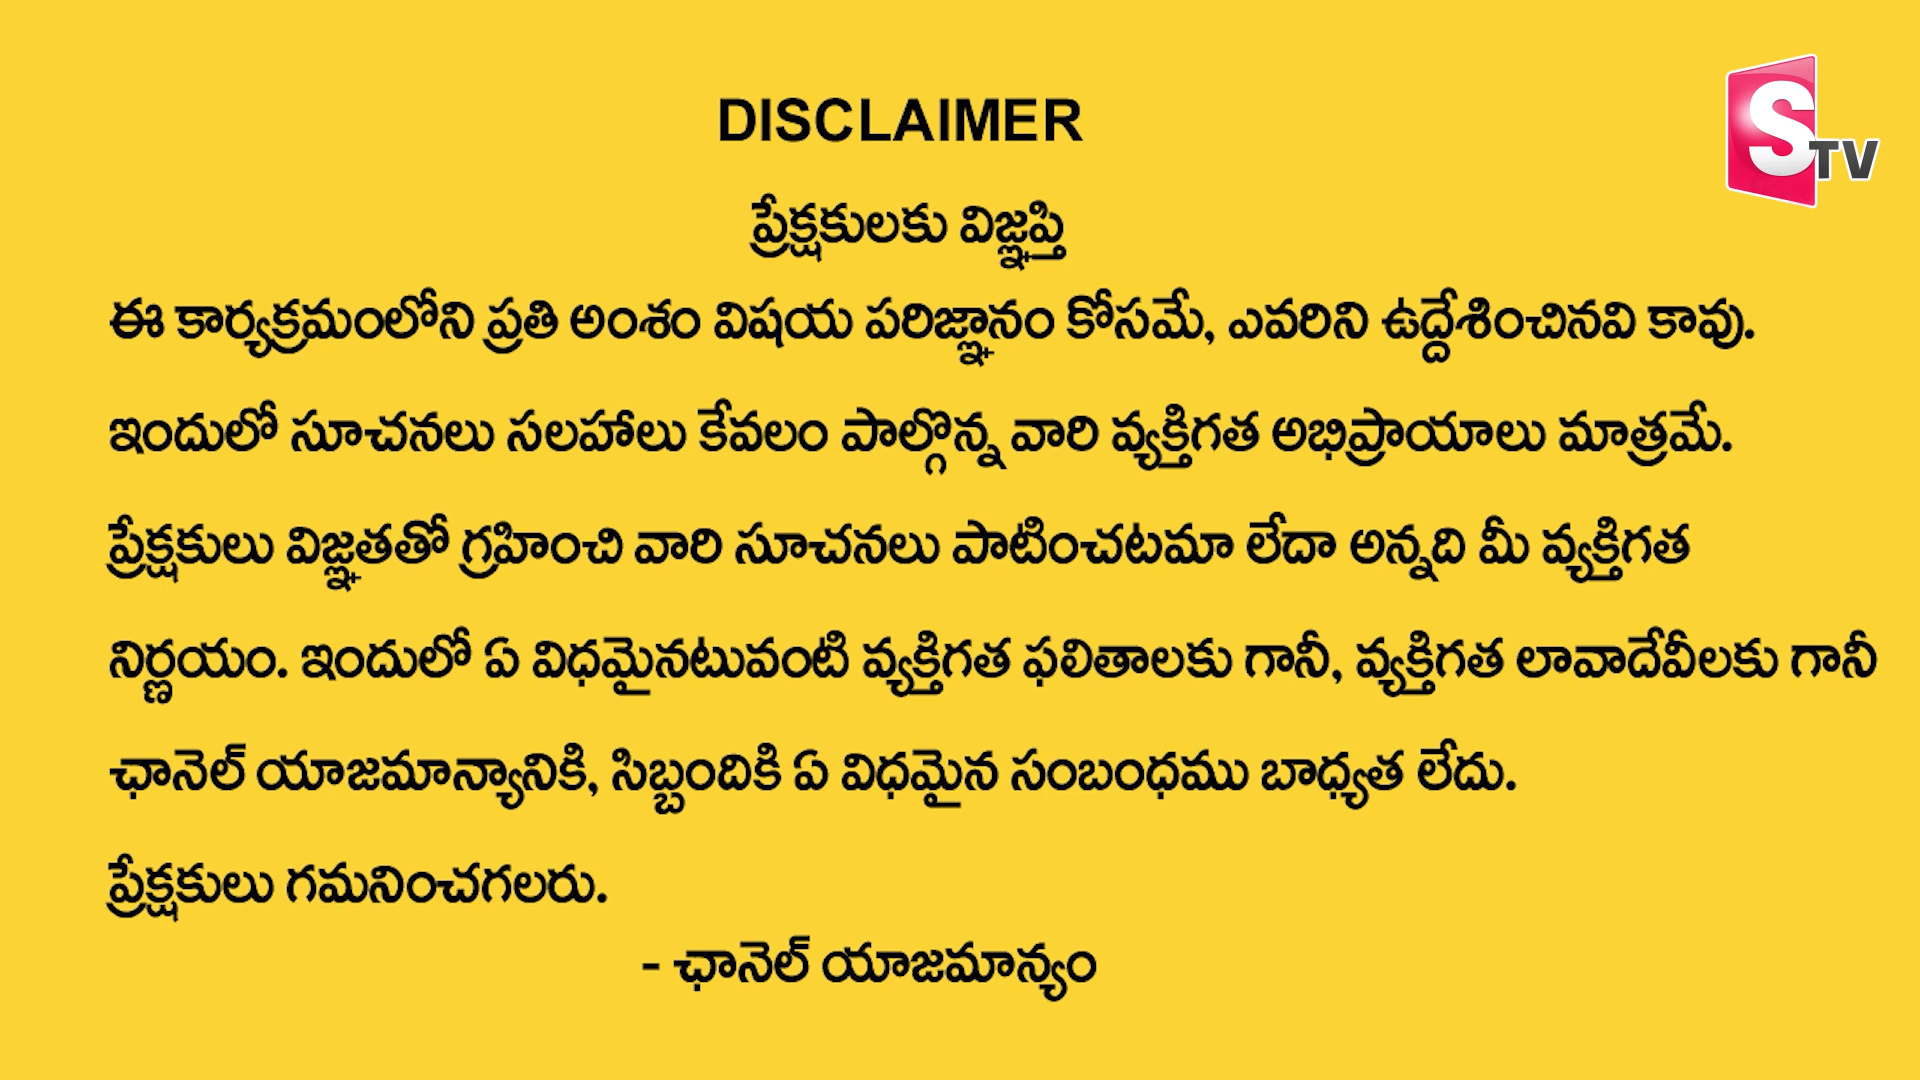 DISCLAIMER
STV
ప్రేక్షకులకు విజ్ఞప్తి
ఈ కార్యక్రమంలోని ప్రతి అంశం విషయ పరిజ్ఞానం కోసమే, ఎవరిని ఉద్దేశించినవి కావు.
ఇందులో సూచనలు సలహాలు కేవలం పాల్గొన్న వారి వ్యక్తిగత అభిప్రాయాలు మాత్రమే.
ప్రేక్షకులు విజ్ఞతతో గ్రహించి వారి సూచనలు పాటించటమా లేదా అన్నది మీ వ్యక్తిగత
నిర్ణయం. ఇందులో ఏ విధమైనటువంటి వ్యక్తిగత ఫలితాలకు గానీ, వ్యక్తిగత లావాదేవీలకు గానీ
ఛానెల్ యాజమాన్యానికి, సిబ్బందికి ఏ విధమైన సంబంధము బాధ్యత లేదు.
ప్రేక్షకులు గమనించగలరు.
- ఛానెల్ యాజమాన్యం